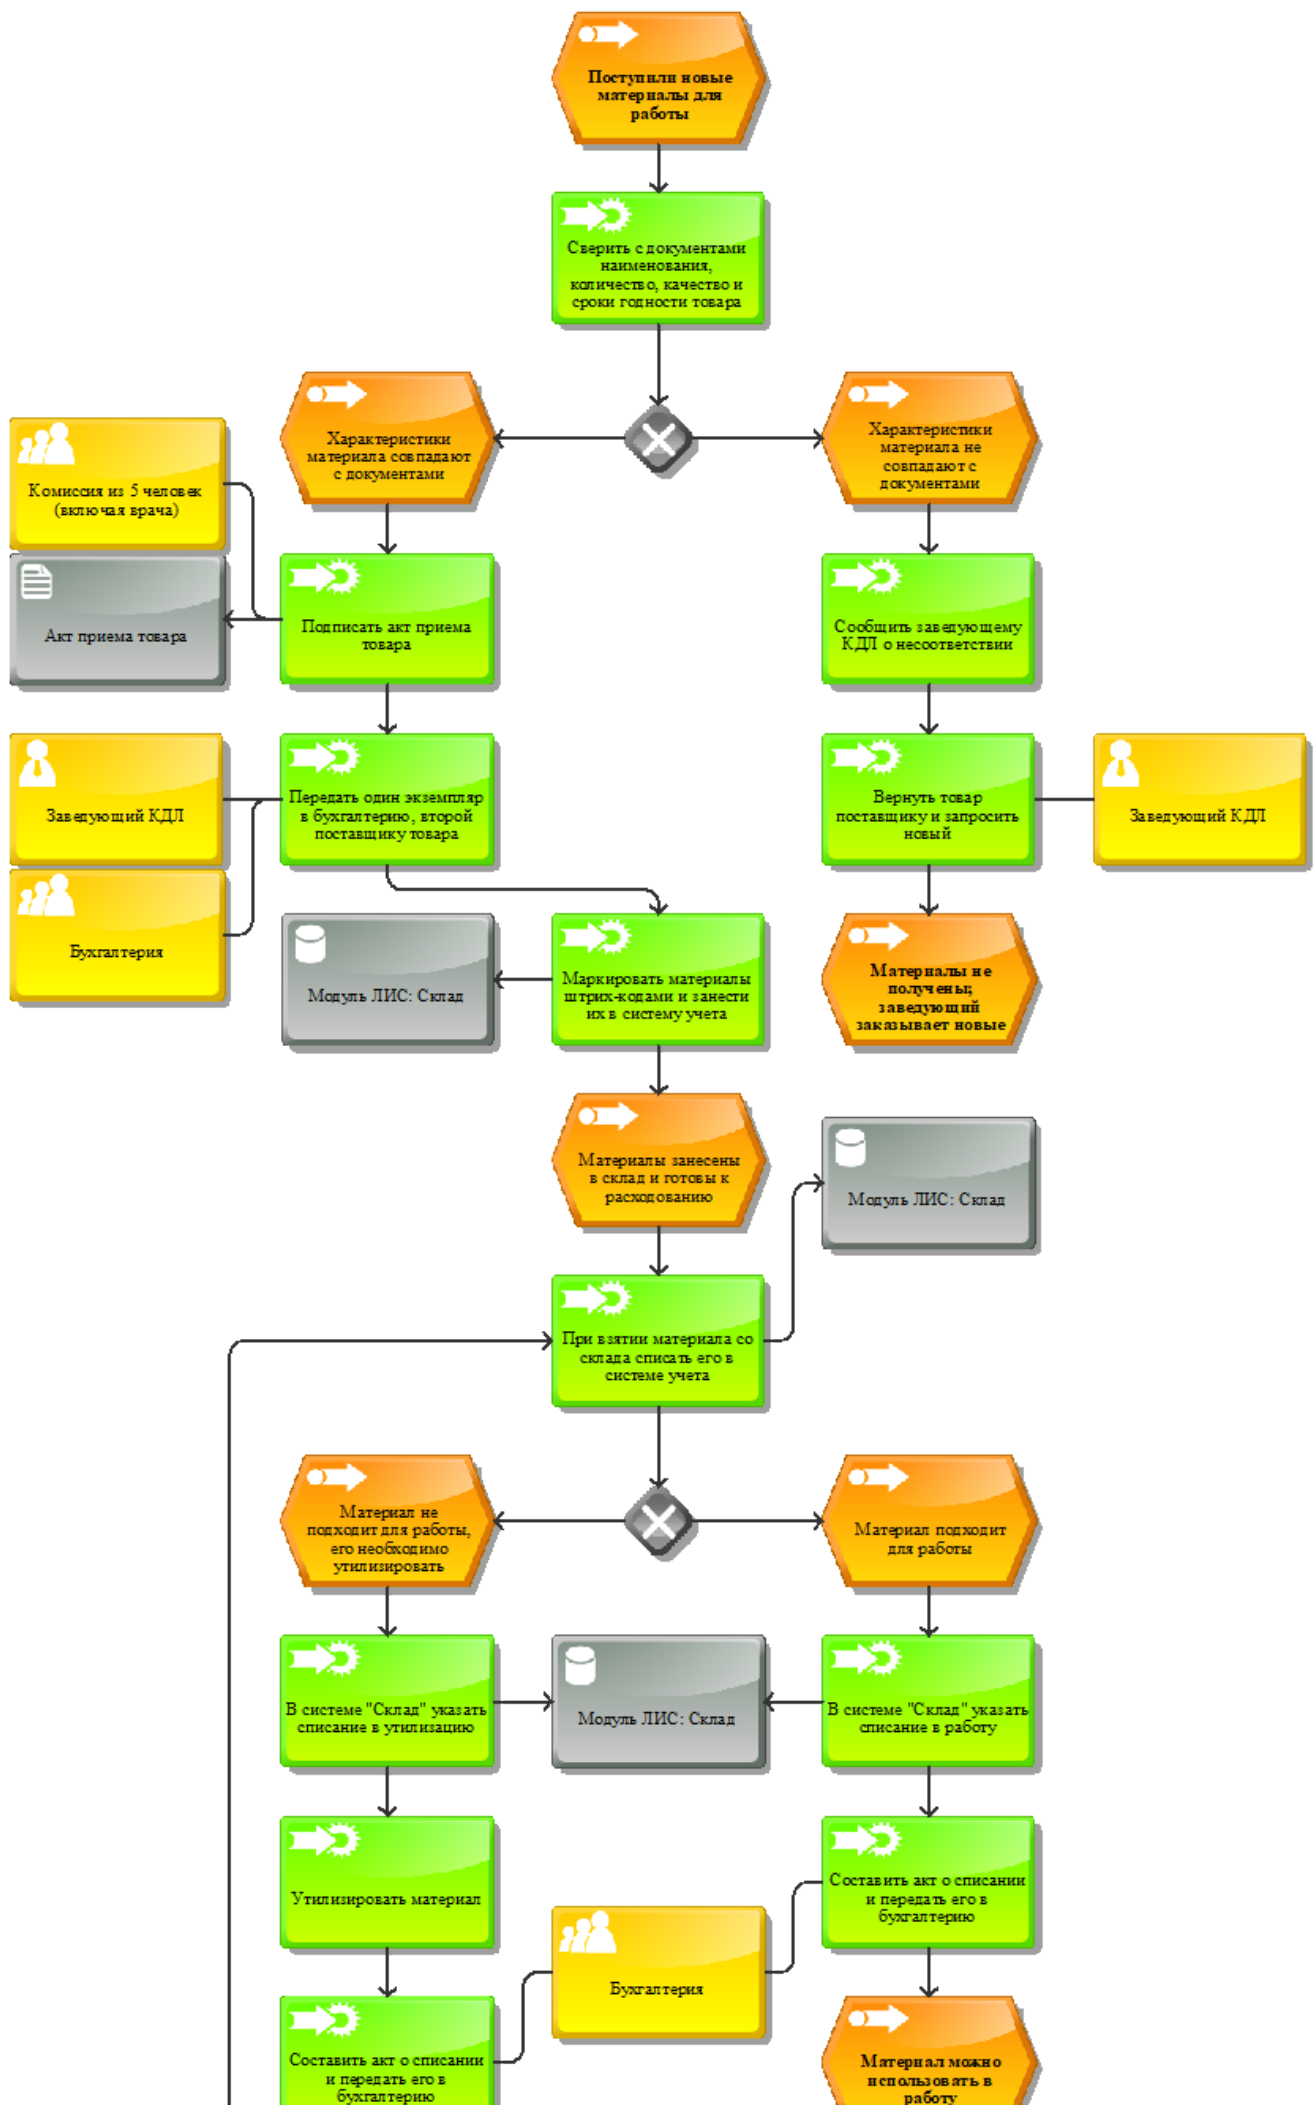 Поступили новые
материалы для
работы
Сверить с документами
наименования,
количество, качество и
сроки годности товара
Характеристики
материала совпадают
с документами
Характеристики
материала не
совпадают с
документами
Комиссия из 5 человек
(включая врача)
Акт приема товара
Подписать акт приема
товара
Сообщить заведующему
КДЛ о несоответствии
Заведующий КДЛ
Передать один экземпляр
в бухгалтерию, второй
поставщику товара
Вернуть товар
поставщику и запросить
новый
Заведующий КДЛ
Бухгалтерия
Модуль ЛИС: Склад
Маркировать материалы
штрих-кодами и занести
их в систему учета
Материалы не
получены;
заведующий
заказывает новые
Материалы занесены
в склад и готовы к
расходованию
Модуль ЛИС: Склад
При взятии материала со
склада списать его в
системе учета
Материал не
подходит для работы,
его необходимо
утилизировать
Материал подходит
для работы
В системе "Склад" указать
списание в утилизацию
Модуль ЛИС: Склад
В системе "Склад" указать
списание в работу
Утилизировать материал
Составить акт о списании
и передать его в
бухгалтерию
Бухгалтерия
Составить акт о списании
и передать его в
бухгалтерию
Материал можно
использовать в
работу